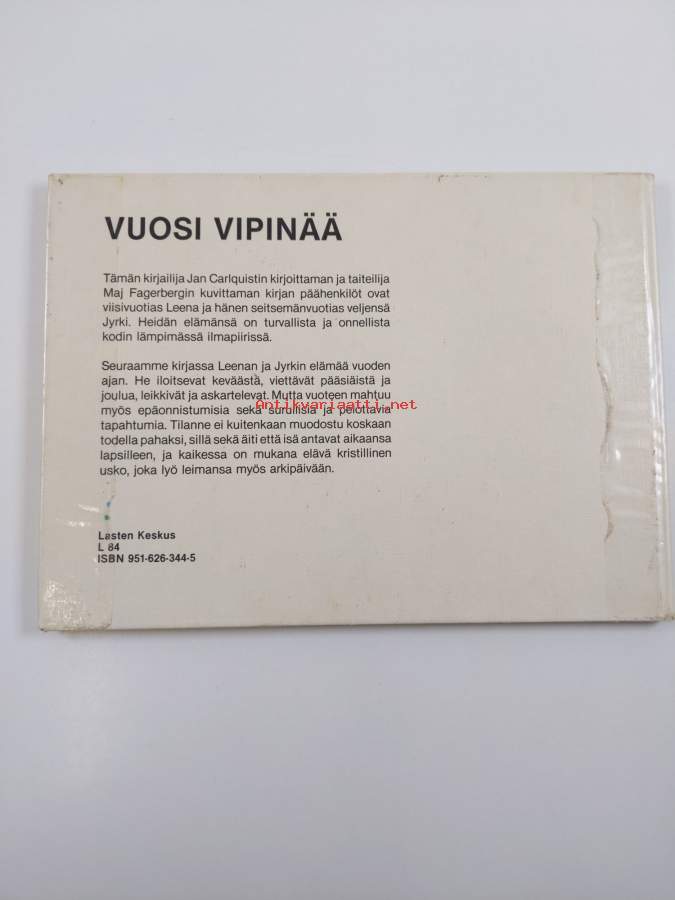 VUOSI VIPINÄÄ
Tämän kirjailija Jan Carlquistin kirjoittaman ja taiteilija
Maj Fagerbergin kuvittaman kirjan päähenkilöt ovat
viisivuotias Leena ja hänen seitsemänvuotias veljensä
Jyrki. Heidän elämänsä on turvallista ja onnellista
kodin lämpimässä ilmapiirissä.
Seuraamme kirjassa Leenan ja Jyrkin elämää vuoden
ajan. He iloitsevat keväästä, viettävät pääsiäistä ja
joulua, leikkivät ja askartelevat. Mutta vuoteen mahtuu
Antikvariaatti.net
myös epäonnistumisia sekä surullisia ja pelottavia
tapahtumia. Tilanne ei kuitenkaan muodostu koskaan
todella pahaksi, sillä sekä äiti että isä antavat aikaansa
lapsilleen, ja kaikessa on mukana elävä kristillinen
usko, joka lyö leimansa myös arkipäivään.
Lasten Keskus
L 84
ISBN 951-626-344-5